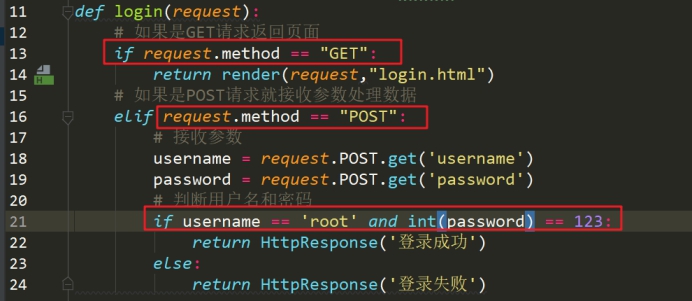 11 def login(request):
12 # 如果是GET请求返回页面
13 if request.method == "GET":
14 return render(request,"login.html")
15 # 如果是POST请求就接收参数处理数据
16 elif request.method == "POST":
17 # 接收参数
18 username = request.POST.get('username')
19 password = request.POST.get('password')
20 # 判断用户名和密码
21 if username == 'root' and int(password) == 123:
22 return HttpResponse('登录成功')
23 else:
24 return HttpResponse('登录失败')